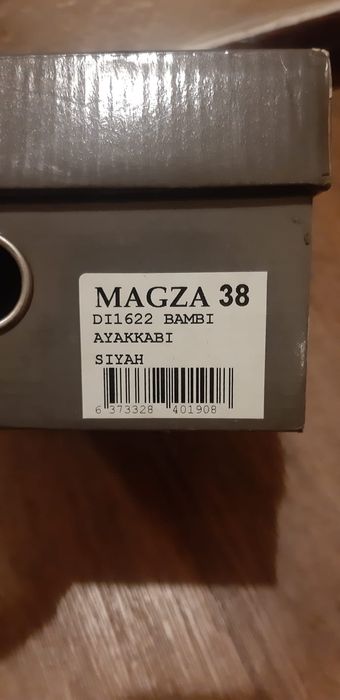 MAGZA 38
DI1622 BAMBI
AYAKKABI
SIYAH
6 373328 401908